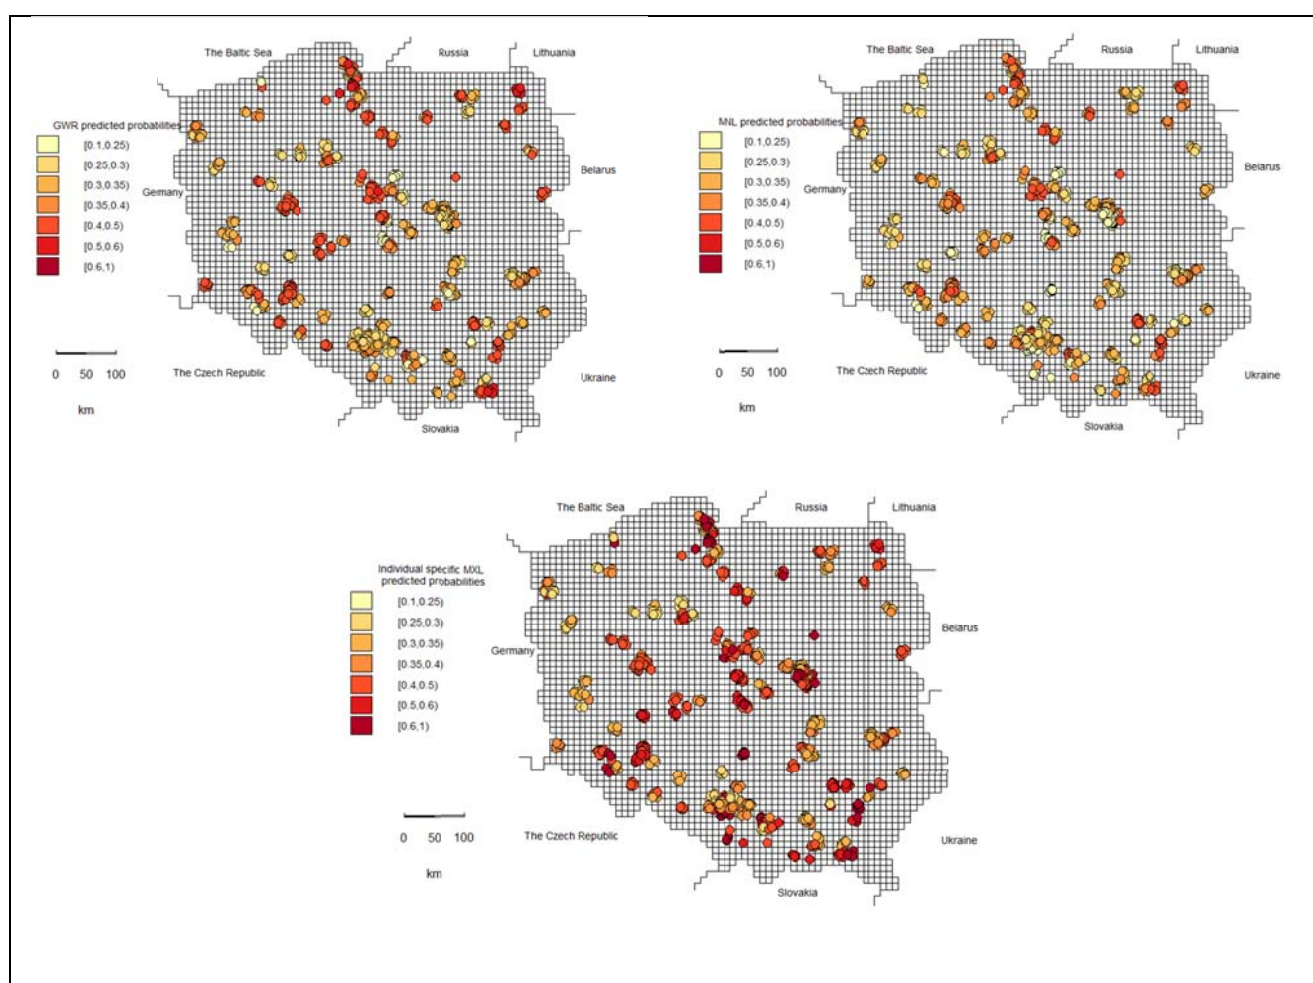 The Baltic Sea
Russia
Lithuania
GWR predicted probabilities
[0.1,0.25)
[0.25,0.3)
[0.3,0.35)
[0.35,0.4)
[0.4,0.5)
[0.5,0.6)
[0.6,1)
Germany
Belarus
Ukraine
The Czech Republic
Slovakia
0 50 100
km
The Baltic Sea
Russia
Lithuania
MNL predicted probabilities
[0.1,0.25)
[0.25,0.3)
[0.3,0.35)
[0.35,0.4)
[0.4,0.5)
[0.5,0.6)
[0.6,1)
Germany
Belarus
Ukraine
The Czech Republic
Slovakia
0 50 100
km
The Baltic Sea
Russia
Lithuania
Individual specific MXL
predicted probabilities
[0.1,0.25)
[0.25,0.3)
[0.3,0.35)
[0.35,0.4)
[0.4,0.5)
[0.5,0.6)
[0.6,1)
Germany
Belarus
Ukraine
The Czech Republic
Slovakia
0 50 100
km